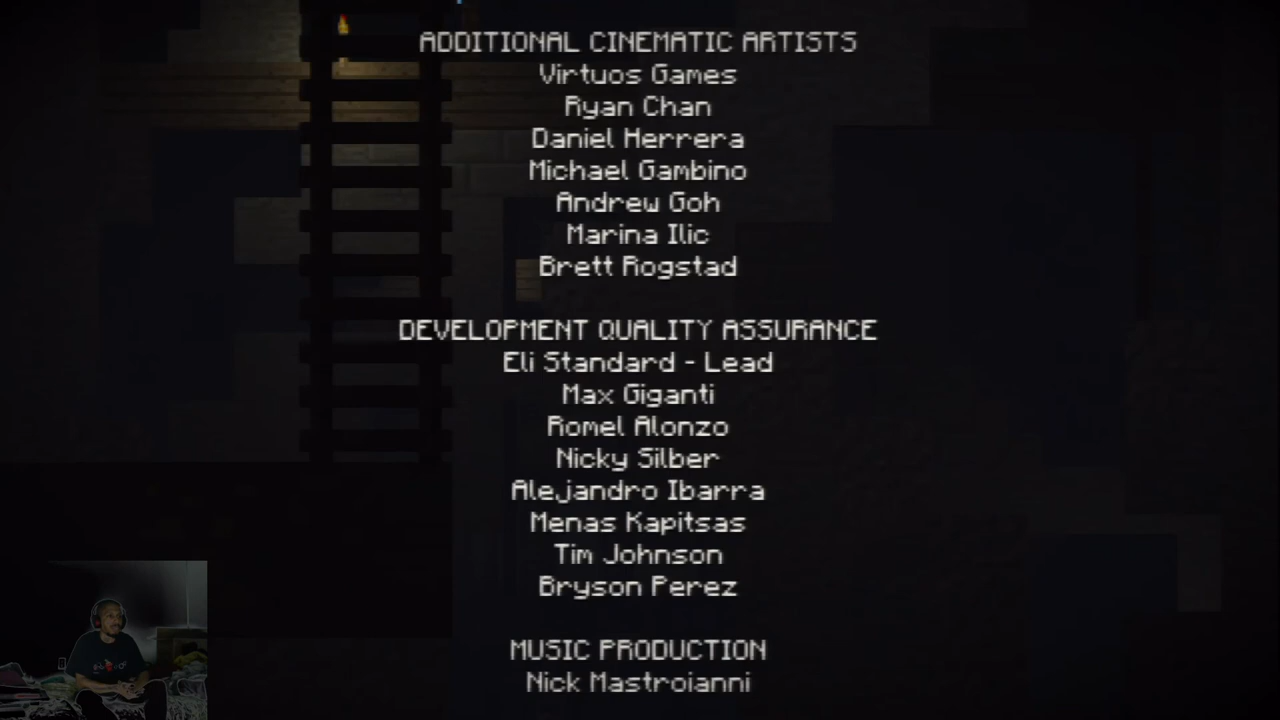 ADDITIONAL CINEMATIC ARTISTS
Virtuos Games
Ryan Chan
Daniel Herrera
Michael Gambino
Andrew Goh
Marina Ilic
Brett Rogstad
DEVELOPMENT QUALITY ASSURANCE
Eli Standard - Lead
Max Giganti
Romel Alonzo
Nicky Silber
Alejandro Ibarra
Menas Kapitsas
Tim Johnson
Bryson Perez
MUSIC PRODUCTION
Nick Mastroianni